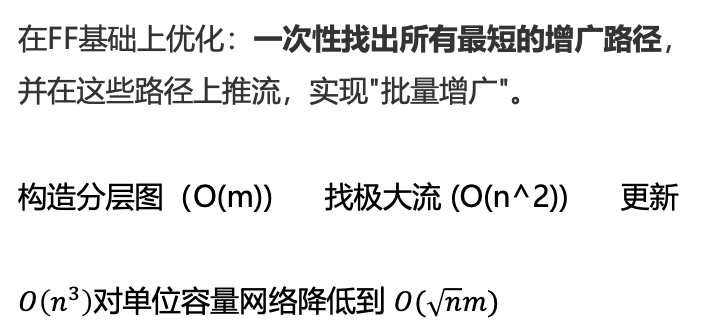 在FF基础上优化：一次性找出所有最短的增广路径，
并在这些路径上推流，实现"批量增广"。
构造分层图（O(m)) 找极大流 (O(n^2)) 更新
O(n³)对单位容量网络降低到 O(√nm)